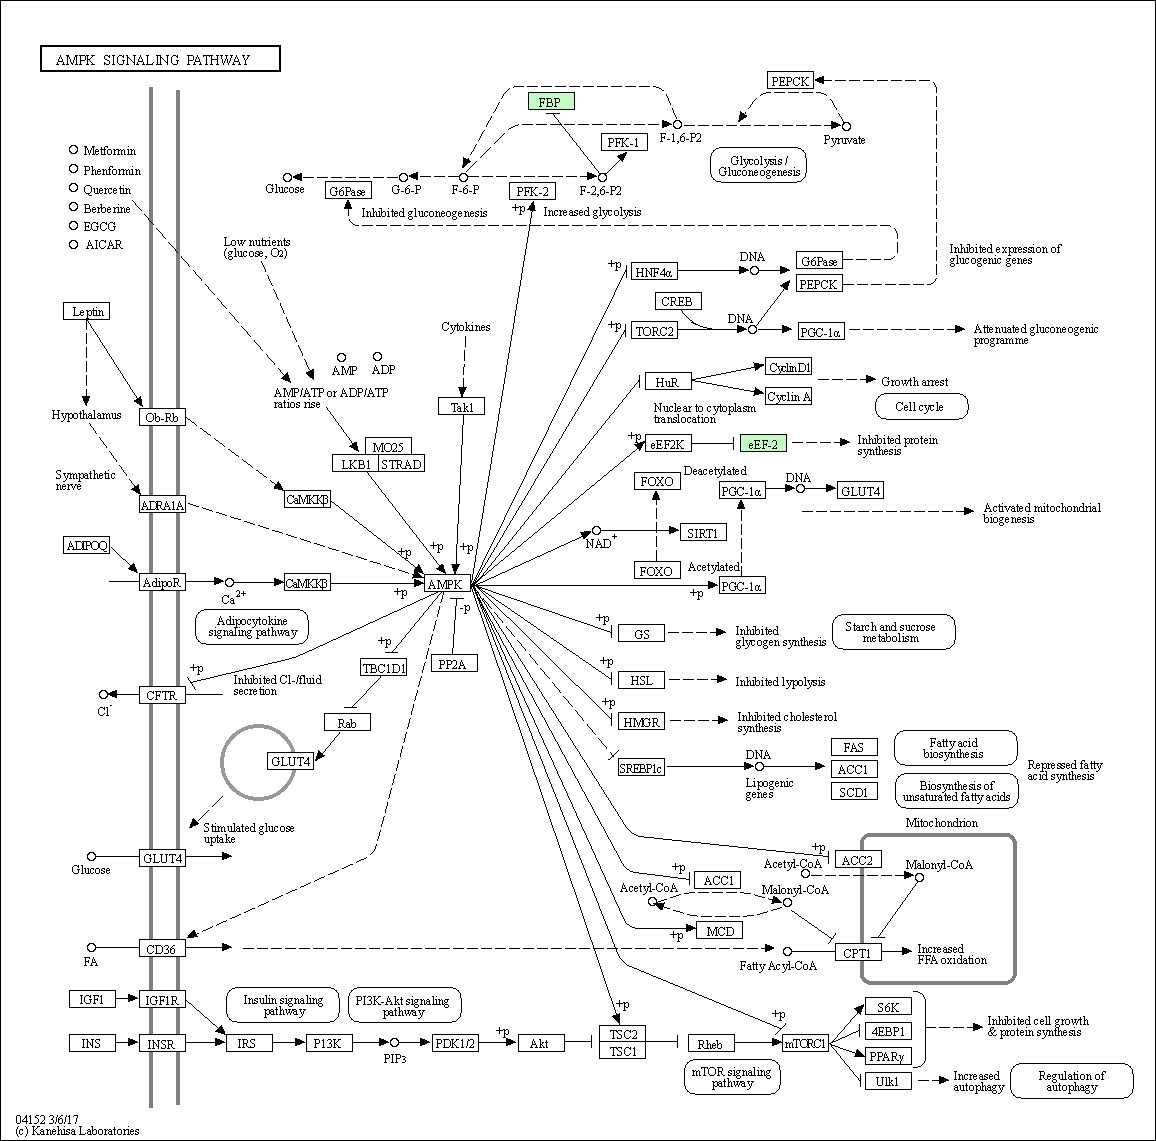 AMPK SIGNALING PATHWAY
PEPCK
FBP
F-1,6-P2
Pyruvate
PFK-1
Glycolysis /
Gluconeogenesis
Metformin
Phenformin
Quercetin
Berberine
EGCG
AICAR
Glucose
G6Pase
G-6-P
F-6-P
PFK-2
F-2,6-P2
+p
Inhibited gluconeogenesis
Increased glycolysis
Low nutrients
(glucose, O2)
Inhibited expression of
glucogenic genes
+p
HNF4α
DNA
G6Pase
PEPCK
CREB
Leptin
Cytokines
+p
TORC2
DNA
PGC-1α
Attenuated gluconeogenic
programme
AMP
ADP
AMP/ATP or ADP/ATP
ratios rise
HuR
CyclinD1
Cyclin A
Growth arrest
Cell cycle
Nuclear to cytoplasm
translocation
Hypothalamus
Ob-Rb
Tak1
+p
eEF2K
eEF-2
Inhibited protein
synthesis
MO25
LKB1
STRAD
Sympathetic
nerve
ADRA1A
CaMKKβ
FOXO
Deacetylated
PGC-1α
DNA
GLUT4
Activated mitochondrial
biogenesis
NAD+
SIRT1
ADIPOQ
+p
+p
+p
FOXO
Acetylated
PGC-1α
+p
AdipoR
Ca2+
CaMKKβ
+p
AMPK
-p
Adipocytokine
signaling pathway
+p
GS
Inhibited
glycogen synthesis
Starch and sucrose
metabolism
+p
TBC1D1
PP2A
+p
HSL
Inhibited lypolysis
+p
CFTR
Cl-
Inhibited Cl-/fluid
secretion
Rab
+p
HMGR
Inhibited cholesterol
synthesis
GLUT4
SREBP1c
DNA
Lipogenic
genes
FAS
ACC1
SCD1
Fatty acid
biosynthesis
Biosynthesis of
unsaturated fatty acids
Repressed fatty
acid synthesis
Stimulated glucose
uptake
Glucose
GLUT4
Mitochondrion
+p
ACC2
Acetyl-CoA
Malonyl-CoA
+p
ACC1
Acetyl-CoA
Malonyl-CoA
+p
MCD
FA
CD36
Fatty Acyl-CoA
CPT1
Increased
FFA oxidation
IGF1
IGF1R
Insulin signaling
pathway
PI3K-Akt signaling
pathway
INS
INSR
IRS
P13K
PIP3
PDK1/2
+p
Akt
+p
TSC2
TSC1
Rheb
+p
mTORC1
mTOR signaling
pathway
S6K
4EBP1
PPARγ
Ulk1
Inhibited cell growth
& protein synthesis
Increased
autophagy
Regulation of
autophagy
04152 3/6/17
(c) Kanehisa Laboratories